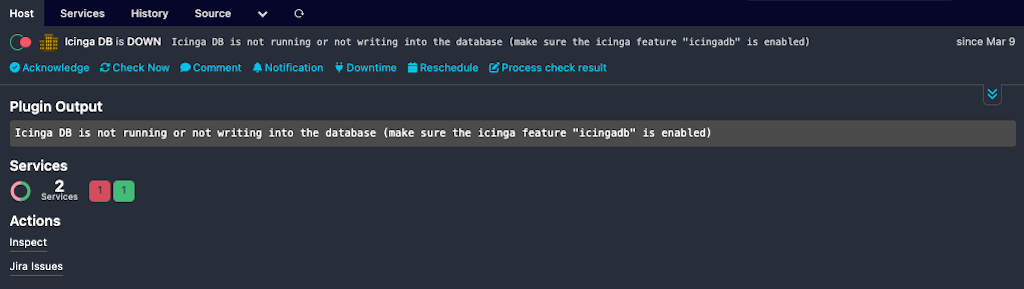 Host Services History Source
Icinga DB is DOWN Icinga DB is not running or not writing into the database (make sure the icinga feature "icingadb" is enabled) since Mar 9
Acknowledge Check Now Comment Notification Downtime Reschedule Process check result
Plugin Output
Icinga DB is not running or not writing into the database (make sure the icinga feature "icingadb" is enabled)
Services
2 1 1
Services
Actions
Inspect
Jira Issues